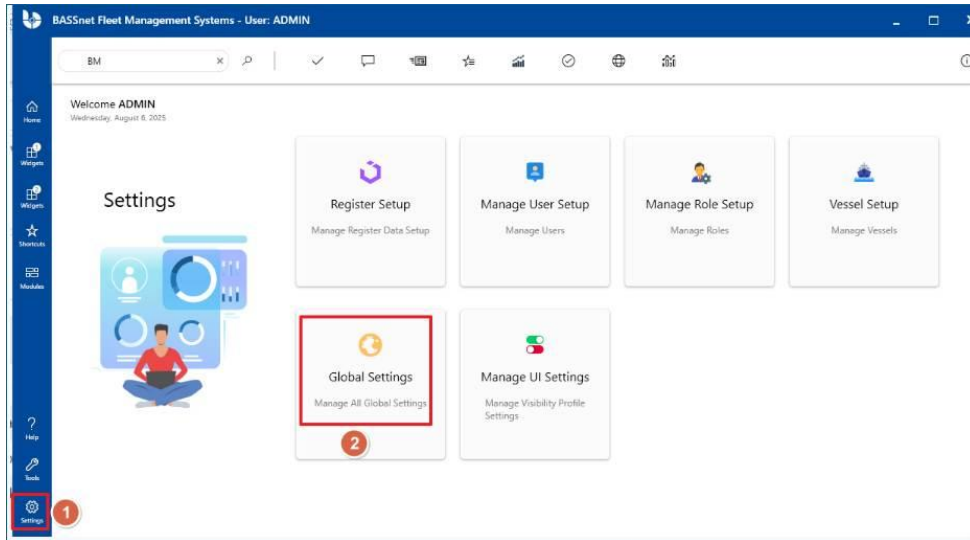 BASSnet Fleet Management Systems - User: ADMIN
BM
Welcome ADMIN
Wednesday, August 6, 2025
Home
1
Widgets
2
Widgets
Shortcuts
Modules
Help
Tools
Settings
1
Settings
Register Setup
Manage Register Data Setup
Manage User Setup
Manage Users
Manage Role Setup
Manage Roles
Vessel Setup
Manage Vessels
Global Settings
Manage All Global Settings
2
Manage UI Settings
Manage Visibility Profile
Settings